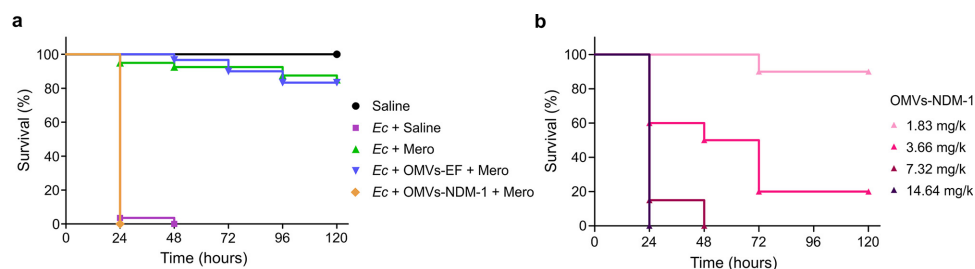 a
Survival (%)
100
80
60
40
20
0
0 24 48 72 96 120
Time (hours)
Saline
Ec + Saline
Ec + Mero
Ec + OMVs-EF + Mero
Ec + OMVs-NDM-1 + Mero
b
Survival (%)
100
80
60
40
20
0
0 24 48 72 96 120
Time (hours)
OMVs-NDM-1
1.83 mg/k
3.66 mg/k
7.32 mg/k
14.64 mg/k